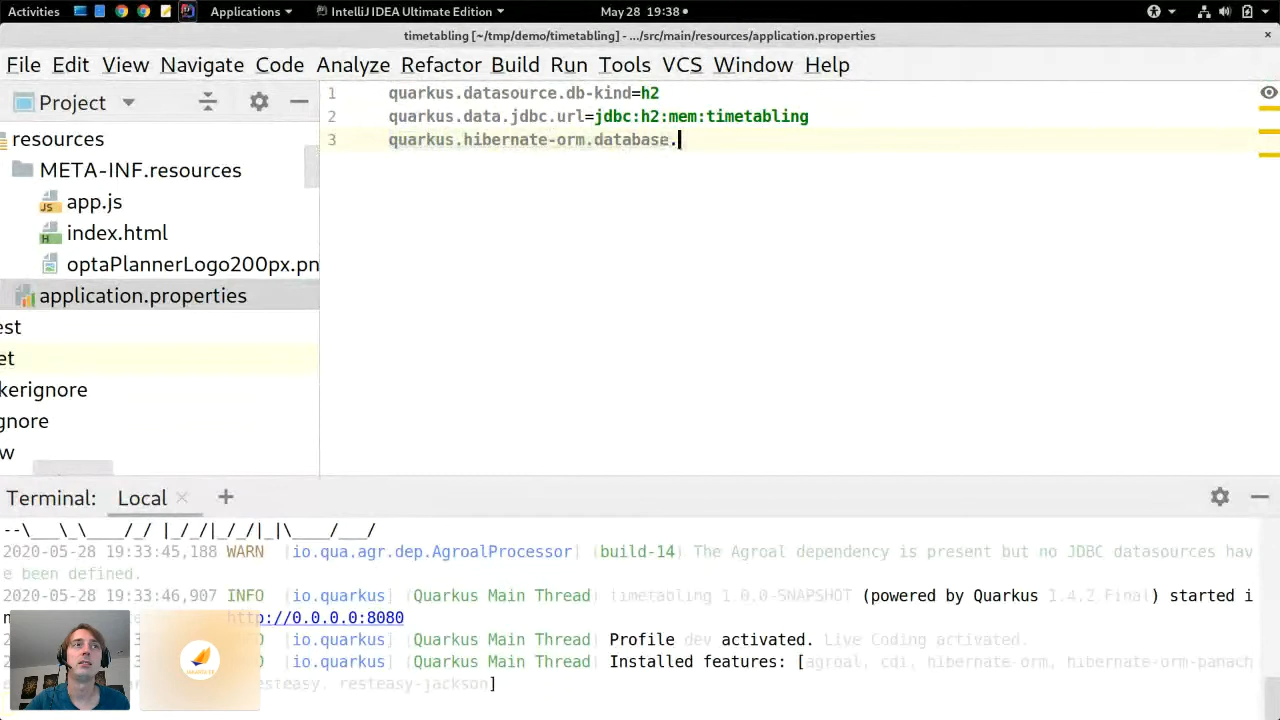 Activities Applications IntelliJ IDEA Ultimate Edition May 28 19:38
timetabling [~/tmp/demo/timetabling] - .../src/main/resources/application.properties
File Edit View Navigate Code Analyze Refactor Build Run Tools VCS Window Help
Project
1 quarkus.datasource.db-kind=h2
2 quarkus.data.jdbc.url=jdbc:h2:mem:timetabling
3 quarkus.hibernate-orm.database.
resources
META-INF.resources
app.js
index.html
optaPlannerLogo200px.pn
application.properties
est
et
kerignore
gnore
w
Terminal: Local
--\___\_\____/_/ |_/_/|_/_/|_|\____/___/
2020-05-28 19:33:45,188 WARN [io.qua.agr.dep.AgroalProcessor] (build-14) The Agroal dependency is present but no JDBC datasources hav
e been defined.
2020-05-28 19:33:46,907 INFO [io.quarkus] (Quarkus Main Thread) timetabling 1.0.0-SNAPSHOT (powered by Quarkus 1.4.2.Final) started i
http://0.0.0.0:8080
[io.quarkus] (Quarkus Main Thread) Profile dev activated. Live Coding activated.
[io.quarkus] (Quarkus Main Thread) Installed features: [agroal, cdi, hibernate-orm, hibernate-orm-panach
esteasy, resteasy-jackson]